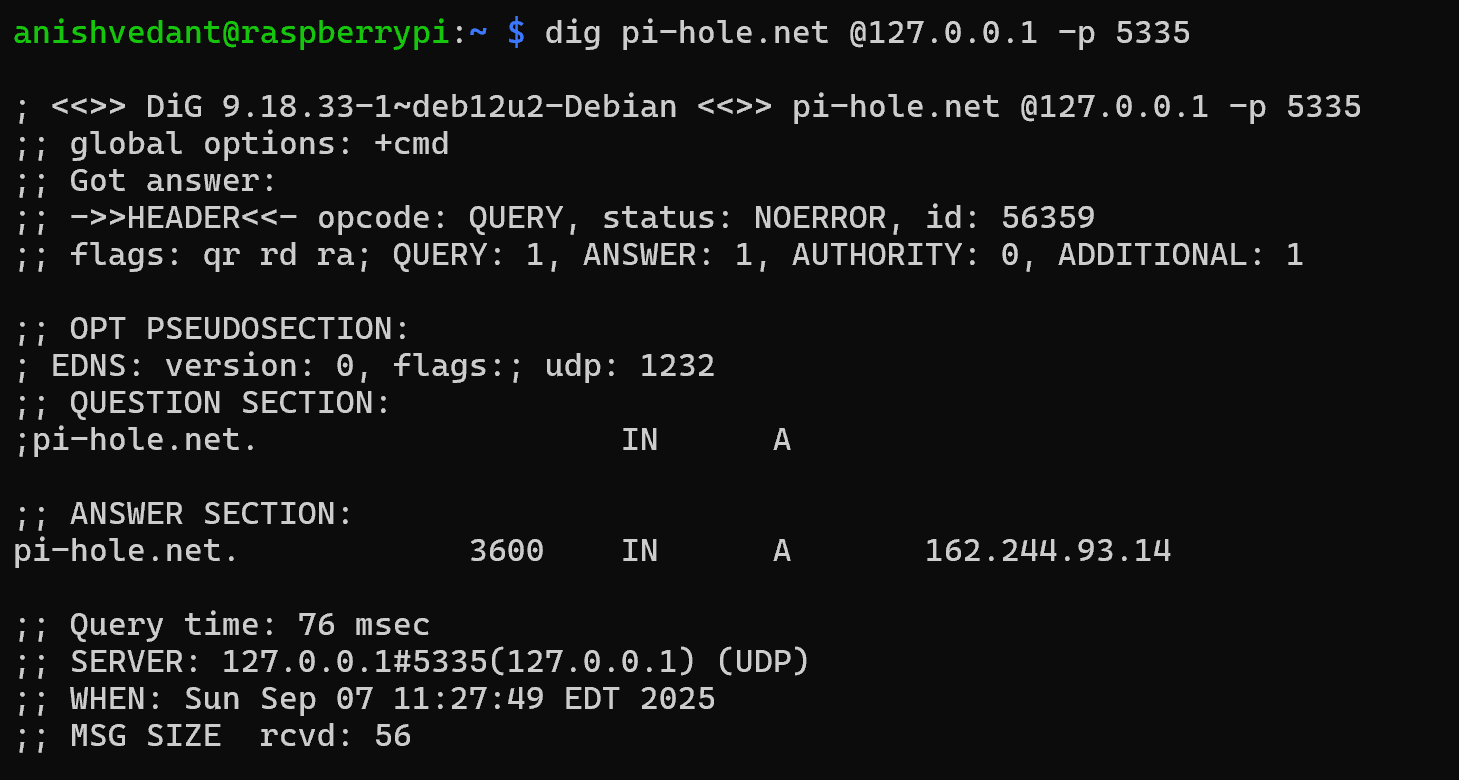 anishvedant@raspberrypi:~ $ dig pi-hole.net @127.0.0.1 -p 5335
; <<>> DiG 9.18.33-1~deb12u2-Debian <<>> pi-hole.net @127.0.0.1 -p 5335
;; global options: +cmd
;; Got answer:
;; ->>HEADER<<- opcode: QUERY, status: NOERROR, id: 56359
;; flags: qr rd ra; QUERY: 1, ANSWER: 1, AUTHORITY: 0, ADDITIONAL: 1
;; OPT PSEUDOSECTION:
; EDNS: version: 0, flags:; udp: 1232
;; QUESTION SECTION:
;pi-hole.net. IN A
;; ANSWER SECTION:
pi-hole.net. 3600 IN A 162.244.93.14
;; Query time: 76 msec
;; SERVER: 127.0.0.1#5335(127.0.0.1) (UDP)
;; WHEN: Sun Sep 07 11:27:49 EDT 2025
;; MSG SIZE  rcvd: 56